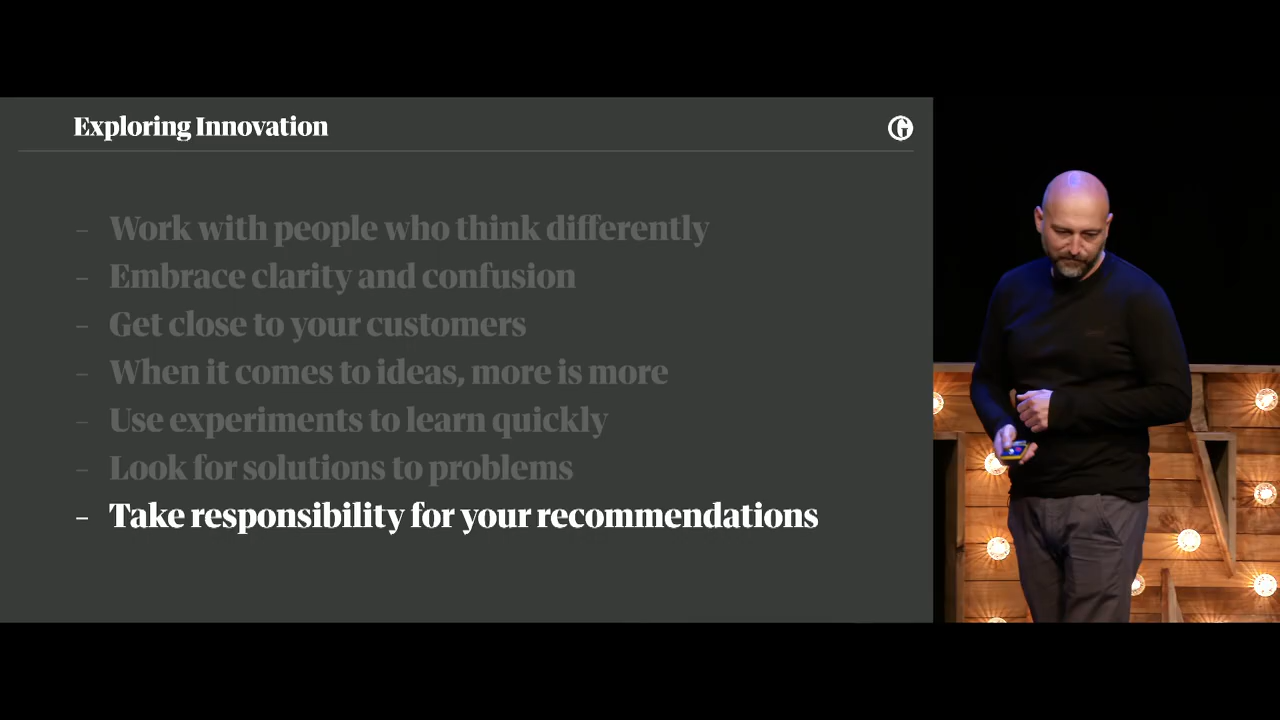 Exploring Innovation
– Work with people who think differently
– Embrace clarity and confusion
– Get close to your customers
– When it comes to ideas, more is more
– Use experiments to learn quickly
– Look for solutions to problems
– Take responsibility for your recommendations